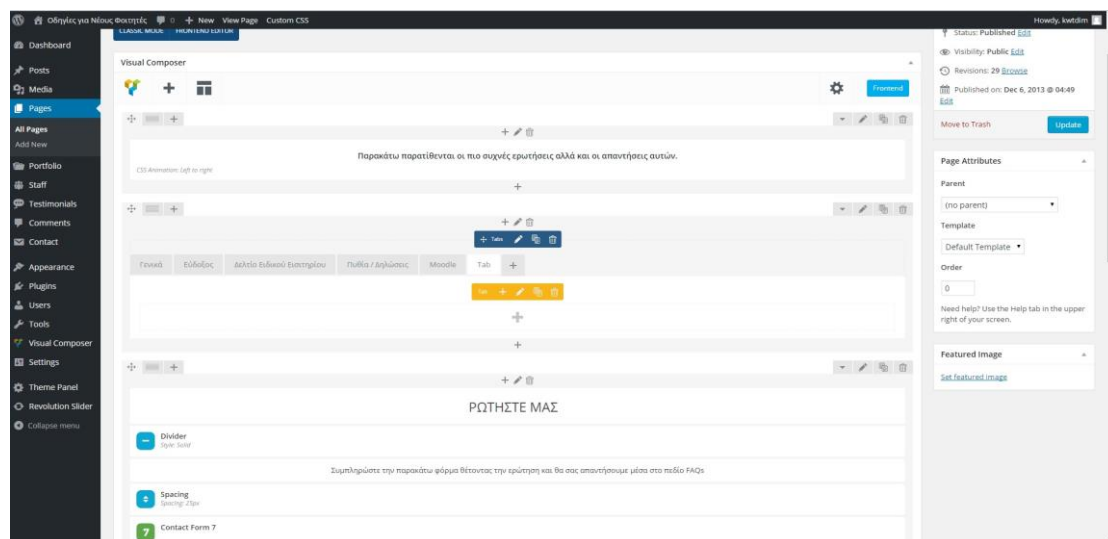 Οδηγίες για Νέους Φοιτητές 0 + New View Page Custom CSS Howdy, kwtdim
Dashboard
Posts
Media
Pages
All Pages
Add New
Portfolio
Staff
Testimonials
Comments
Contact
Appearance
Plugins
Users
Tools
Visual Composer
Settings
Theme Panel
Revolution Slider
Collapse menu
CLASSIC MODE FRONTEND EDITOR
Visual Composer
Frontend
Παρακάτω παρατίθενται οι πιο συχνές ερωτήσεις αλλά και οι απαντήσεις αυτών.
CSS Animation: Left to right
Tabs
Γενικά Εύδοξος Δελτίο Ειδικού Εισιτηρίου Πυθία / Δηλώσεις Moodle Tab +
Tab
ΡΩΤΗΣΤΕ ΜΑΣ
Divider
Style: Solid
Συμπληρώστε την παρακάτω φόρμα θέτοντας την ερώτηση και θα σας απαντήσουμε μέσα στο πεδίο FAQs
Spacing
Spacing: 25px
7 Contact Form 7
Status: Published Edit
Visibility: Public Edit
Revisions: 29 Browse
Published on: Dec 6, 2013 @ 04:49
Edit
Move to Trash Update
Page Attributes
Parent
(no parent)
Template
Default Template
Order
0
Need help? Use the Help tab in the upper
right of your screen.
Featured Image
Set featured image